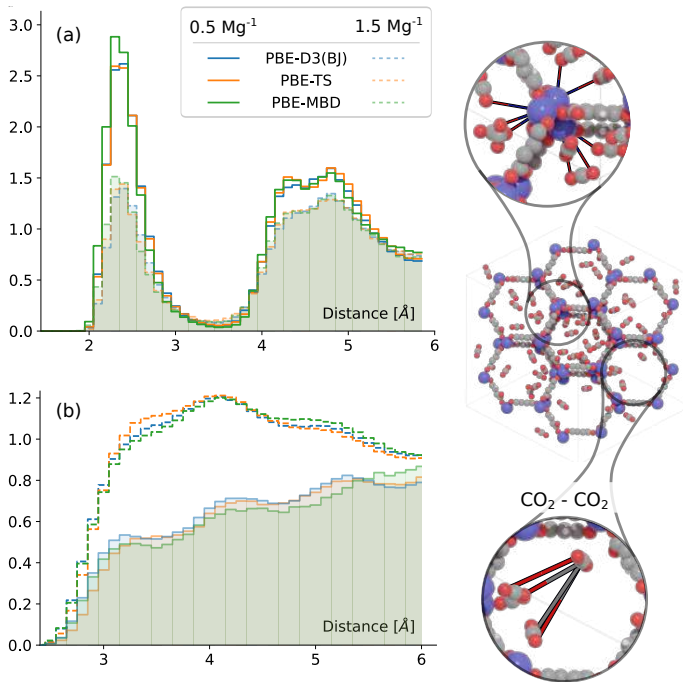 (a)
0.5 Mg⁻¹ 1.5 Mg⁻¹
PBE-D3(BJ)
PBE-TS
PBE-MBD
3.0
2.5
2.0
1.5
1.0
0.5
0.0
Distance [Å]
2 3 4 5 6
(b)
1.2
1.0
0.8
0.6
0.4
0.2
0.0
Distance [Å]
3 4 5 6
CO₂ - CO₂